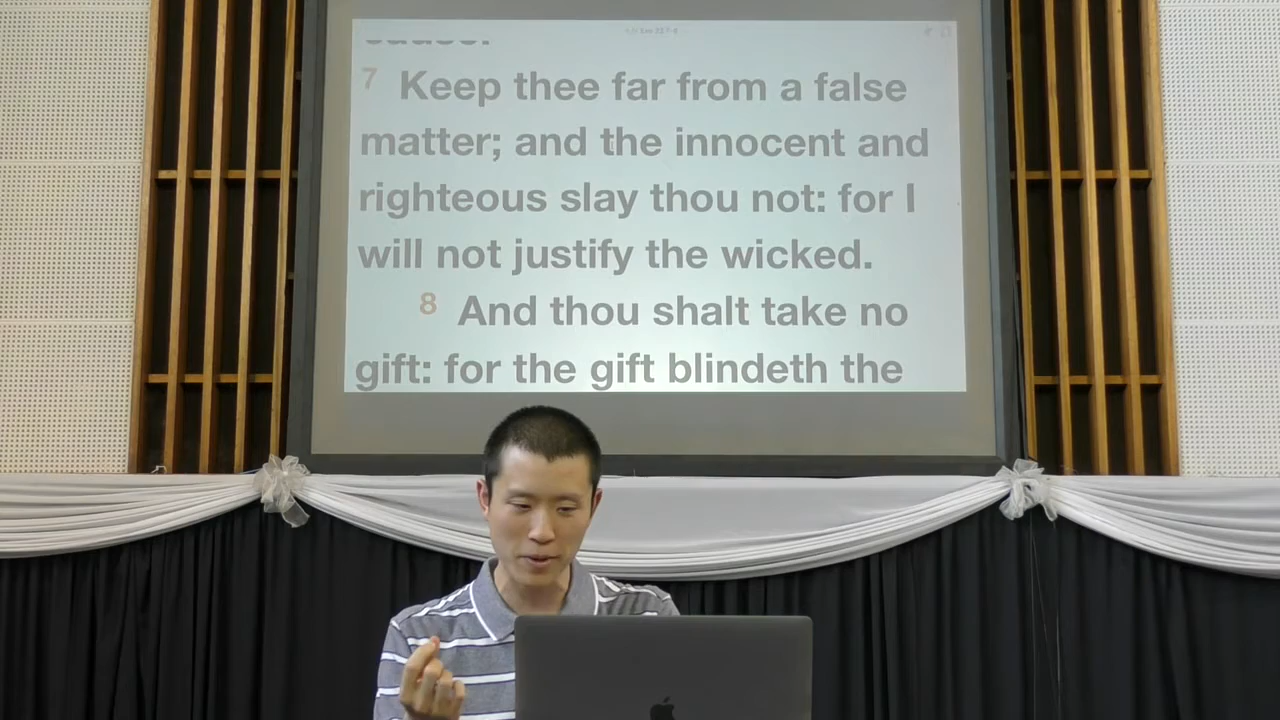 7 Keep thee far from a false
matter; and the innocent and
righteous slay thou not: for I
will not justify the wicked.
8 And thou shalt take no
gift: for the gift blindeth the